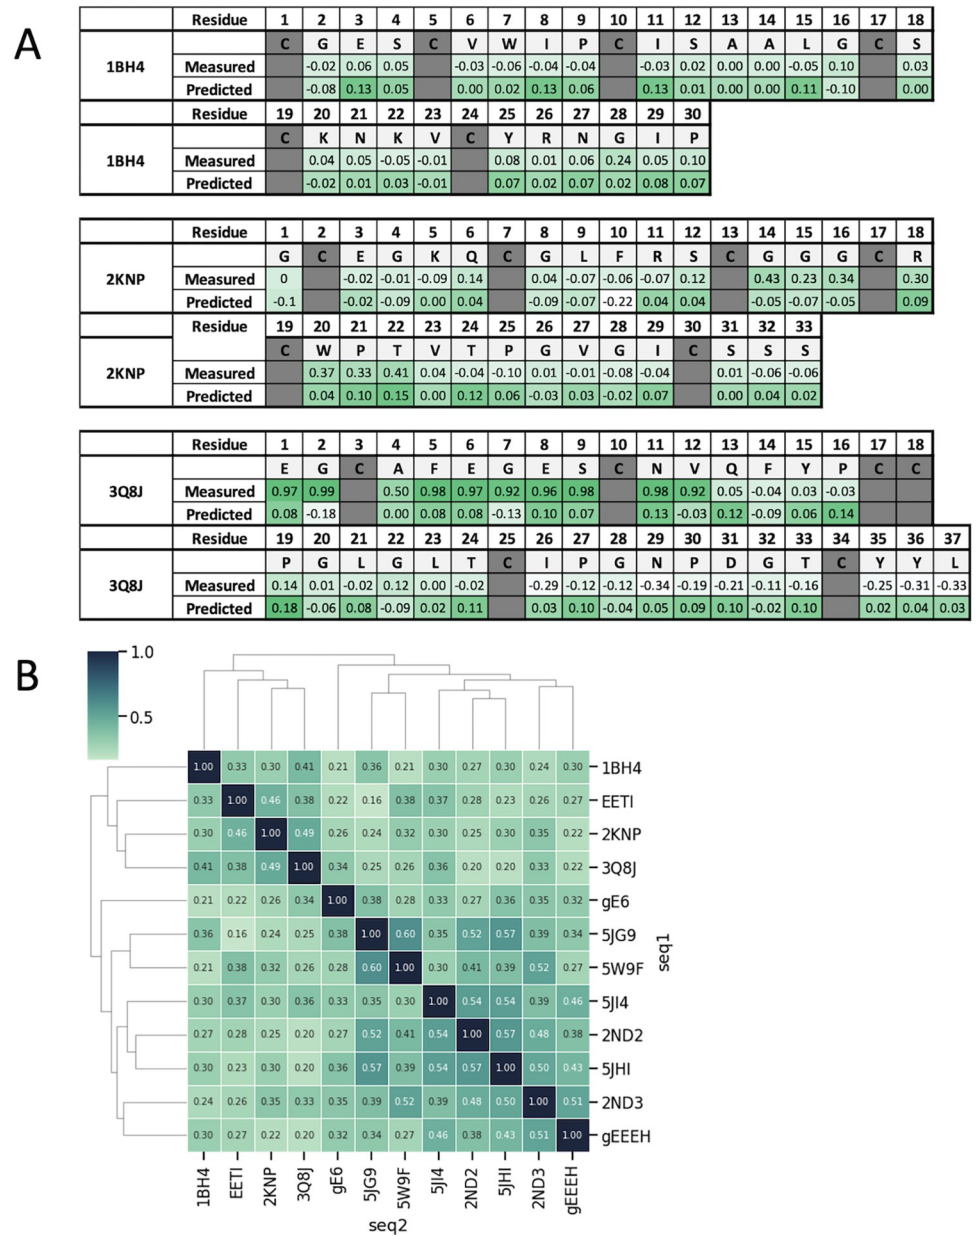 A
Residue 1 2 3 4 5 6 7 8 9 10 11 12 13 14 15 16 17 18
1BH4 C G E S C V W I P C I S A A L G C S
Measured -0.02 0.06 0.05 -0.03 -0.06 -0.04 -0.04 -0.03 0.02 0.00 0.00 -0.05 0.10 0.03
Predicted -0.08 0.13 0.05 0.00 0.02 0.13 0.06 0.13 0.01 0.00 0.00 0.11 -0.10 0.00
Residue 19 20 21 22 23 24 25 26 27 28 29 30
1BH4 C K N K V C Y R N G I P
Measured 0.04 0.05 -0.05 -0.01 0.08 0.01 0.06 0.24 0.05 0.10
Predicted -0.02 0.01 0.03 -0.01 0.07 0.02 0.07 0.02 0.08 0.07
Residue 1 2 3 4 5 6 7 8 9 10 11 12 13 14 15 16 17 18
2KNP G C E G K Q C G L F R S C G G G C R
Measured 0 -0.02 -0.01 -0.09 0.14 0.04 -0.07 -0.06 -0.07 0.12 0.43 0.23 0.34 0.30
Predicted -0.1 -0.02 -0.09 0.00 0.04 -0.09 -0.07 -0.22 0.04 0.04 -0.05 -0.07 -0.05 0.09
Residue 19 20 21 22 23 24 25 26 27 28 29 30 31 32 33
2KNP C W P T V T P G V G I C S S S
Measured 0.37 0.33 0.41 0.04 -0.04 -0.10 0.01 -0.01 -0.08 -0.04 0.01 -0.06 -0.06
Predicted 0.04 0.10 0.15 0.00 0.12 0.06 -0.03 0.03 -0.02 0.07 0.00 0.04 0.02
Residue 1 2 3 4 5 6 7 8 9 10 11 12 13 14 15 16 17 18
3Q8J E G C A F E G E S C N V Q F Y P C C
Measured 0.97 0.99 0.50 0.98 0.97 0.92 0.96 0.98 0.98 0.92 0.05 -0.04 0.03 -0.03
Predicted 0.08 -0.18 0.00 0.08 0.08 -0.13 0.10 0.07 0.13 -0.03 0.12 -0.09 0.06 0.14
Residue 19 20 21 22 23 24 25 26 27 28 29 30 31 32 33 34 35 36 37
3Q8J P G L G L T C I P G N P D G T C Y Y L
Measured 0.14 0.01 -0.02 0.12 0.00 -0.02 -0.29 -0.12 -0.12 -0.34 -0.19 -0.21 -0.11 -0.16 -0.25 -0.31 -0.33
Predicted 0.18 -0.06 0.08 -0.09 0.02 0.11 0.03 0.10 -0.04 0.05 0.09 0.10 -0.02 0.10 0.02 0.04 0.03
B
1.0
0.5
1.00 0.33 0.30 0.41 0.21 0.36 0.21 0.30 0.27 0.30 0.24 0.30 1BH4
0.33 1.00 0.46 0.38 0.22 0.16 0.38 0.37 0.28 0.23 0.26 0.27 EETI
0.30 0.46 1.00 0.49 0.26 0.24 0.32 0.30 0.25 0.30 0.35 0.22 2KNP
0.41 0.38 0.49 1.00 0.34 0.25 0.26 0.36 0.20 0.20 0.33 0.22 3Q8J
0.21 0.22 0.26 0.34 1.00 0.38 0.28 0.33 0.27 0.36 0.35 0.32 gE6
0.36 0.16 0.24 0.25 0.38 1.00 0.60 0.35 0.52 0.57 0.39 0.34 5JG9
0.21 0.38 0.32 0.26 0.28 0.60 1.00 0.30 0.41 0.39 0.52 0.27 5W9F
0.30 0.37 0.30 0.36 0.33 0.35 0.30 1.00 0.54 0.54 0.39 0.46 5JI4
0.27 0.28 0.25 0.20 0.27 0.52 0.41 0.54 1.00 0.57 0.48 0.38 2ND2
0.30 0.23 0.30 0.20 0.36 0.57 0.39 0.54 0.57 1.00 0.50 0.43 5JHI
0.24 0.26 0.35 0.33 0.35 0.39 0.52 0.39 0.48 0.50 1.00 0.51 2ND3
0.30 0.27 0.22 0.20 0.32 0.34 0.27 0.46 0.38 0.43 0.51 1.00 gEEEH
seq1
1BH4 EETI 2KNP 3Q8J gE6 5JG9 5W9F 5JI4 2ND2 5JHI 2ND3 gEEEH
seq2